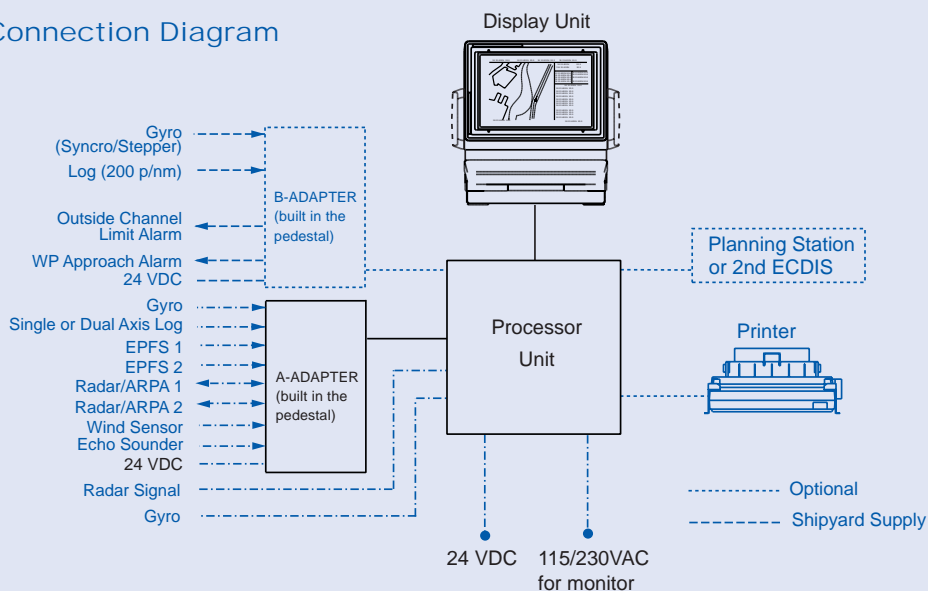 Connection Diagram
Display Unit
Gyro
(Syncro/Stepper)
Log (200 p/nm)
Outside Channel
Limit Alarm
WP Approach Alarm
24 VDC
B-ADAPTER
(built in the
pedestal)
Gyro
Single or Dual Axis Log
EPFS 1
EPFS 2
Radar/ARPA 1
Radar/ARPA 2
Wind Sensor
Echo Sounder
24 VDC
A-ADAPTER
(built in the
pedestal)
Radar Signal
Gyro
Processor
Unit
Planning Station
or 2nd ECDIS
Printer
24 VDC
115/230VAC
for monitor
Optional
Shipyard Supply